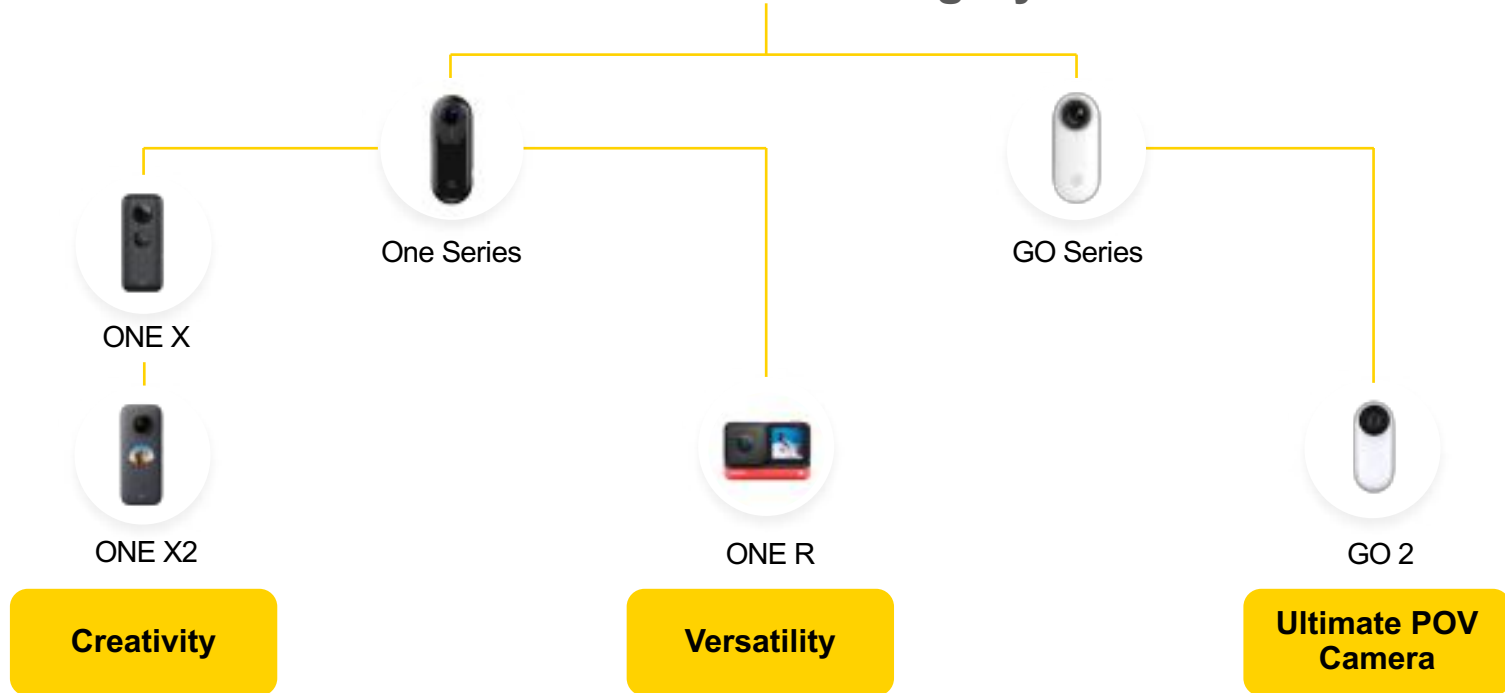 One Series
GO Series
ONE X
ONE X2
ONE R
GO 2
Creativity
Versatility
Ultimate POV
Camera